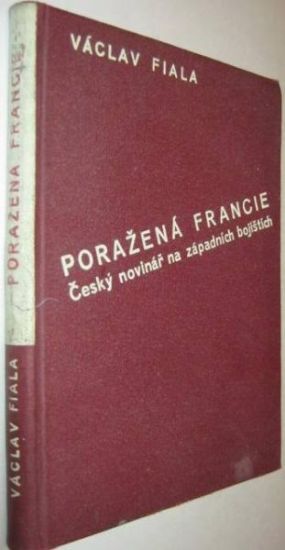 VÁCLAV FIALA
PORAŽENÁ FRANCIE
Český novinář na západních bojištích
VÁCLAV FIALA
PORAŽENÁ FRANCIE